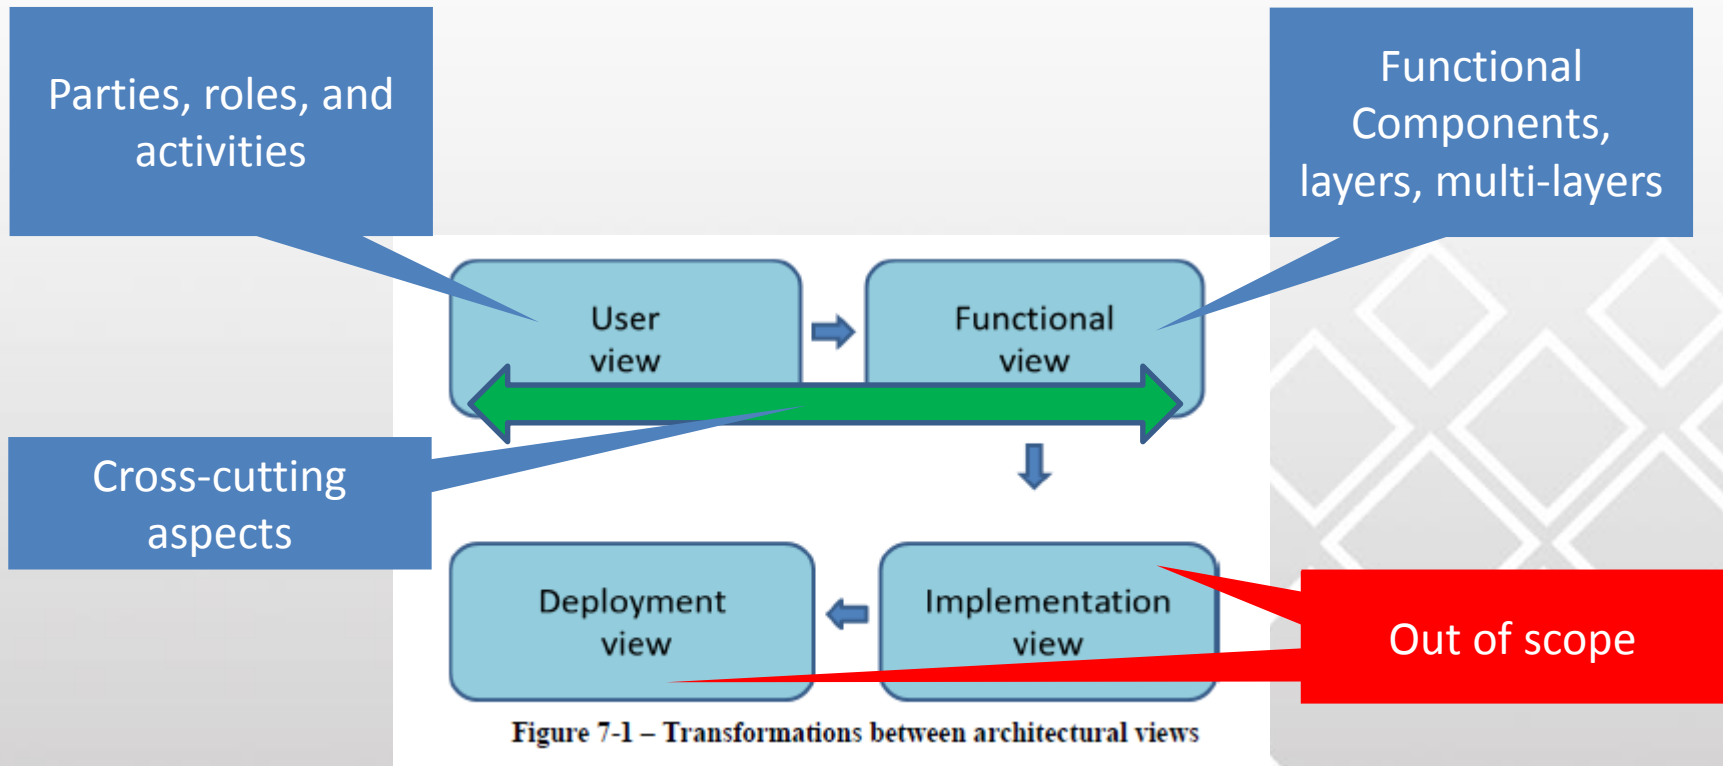 Parties, roles, and
activities
Functional
Components,
layers, multi-layers
User
view
Functional
view
Cross-cutting
aspects
Deployment
view
Implementation
view
Out of scope
Figure 7-1 – Transformations between architectural views